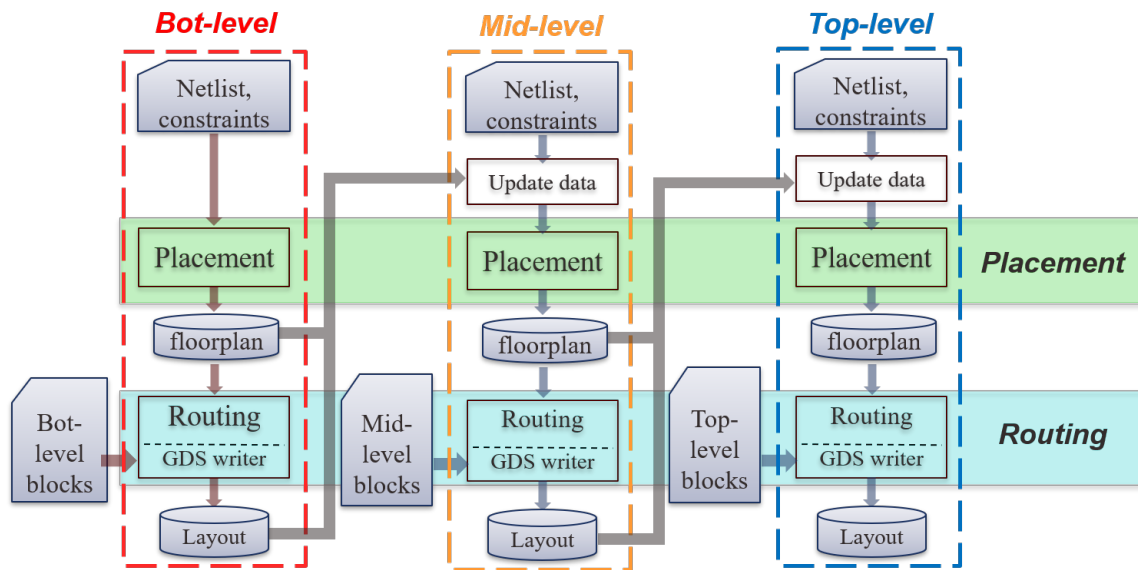 Bot-level
Mid-level
Top-level
Netlist,
constraints
Netlist,
constraints
Netlist,
constraints
Update data
Update data
Placement
Placement
Placement
Placement
floorplan
floorplan
floorplan
Bot-
level
blocks
Routing
GDS writer
Mid-
level
blocks
Routing
GDS writer
Top-
level
blocks
Routing
GDS writer
Routing
Layout
Layout
Layout